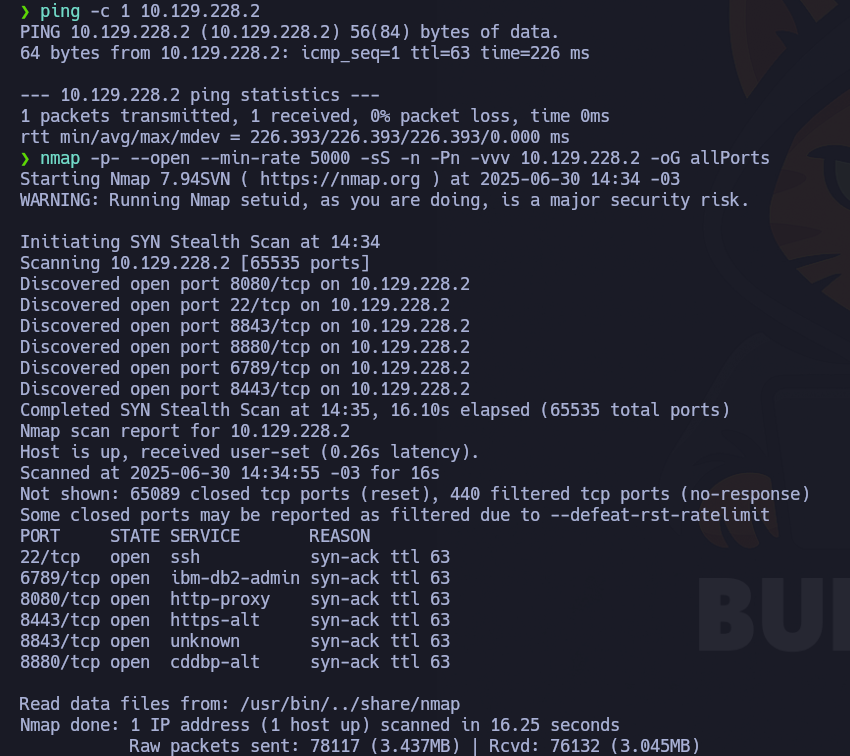 ❯ ping -c 1 10.129.228.2
PING 10.129.228.2 (10.129.228.2) 56(84) bytes of data.
64 bytes from 10.129.228.2: icmp_seq=1 ttl=63 time=226 ms
--- 10.129.228.2 ping statistics ---
1 packets transmitted, 1 received, 0% packet loss, time 0ms
rtt min/avg/max/mdev = 226.393/226.393/226.393/0.000 ms
❯ nmap -p- --open --min-rate 5000 -sS -n -Pn -vvv 10.129.228.2 -oG allPorts
Starting Nmap 7.94SVN ( https://nmap.org ) at 2025-06-30 14:34 -03
WARNING: Running Nmap setuid, as you are doing, is a major security risk.
Initiating SYN Stealth Scan at 14:34
Scanning 10.129.228.2 [65535 ports]
Discovered open port 8080/tcp on 10.129.228.2
Discovered open port 22/tcp on 10.129.228.2
Discovered open port 8843/tcp on 10.129.228.2
Discovered open port 8880/tcp on 10.129.228.2
Discovered open port 6789/tcp on 10.129.228.2
Discovered open port 8443/tcp on 10.129.228.2
Completed SYN Stealth Scan at 14:35, 16.10s elapsed (65535 total ports)
Nmap scan report for 10.129.228.2
Host is up, received user-set (0.26s latency).
Scanned at 2025-06-30 14:34:55 -03 for 16s
Not shown: 65089 closed tcp ports (reset), 440 filtered tcp ports (no-response)
Some closed ports may be reported as filtered due to --defeat-rst-ratelimit
PORT     STATE SERVICE       REASON
22/tcp   open  ssh           syn-ack ttl 63
6789/tcp open  ibm-db2-admin syn-ack ttl 63
8080/tcp open  http-proxy    syn-ack ttl 63
8443/tcp open  https-alt     syn-ack ttl 63
8843/tcp open  unknown       syn-ack ttl 63
8880/tcp open  cddbp-alt     syn-ack ttl 63
Read data files from: /usr/bin/../share/nmap
Nmap done: 1 IP address (1 host up) scanned in 16.25 seconds
           Raw packets sent: 78117 (3.437MB) | Rcvd: 76132 (3.045MB)